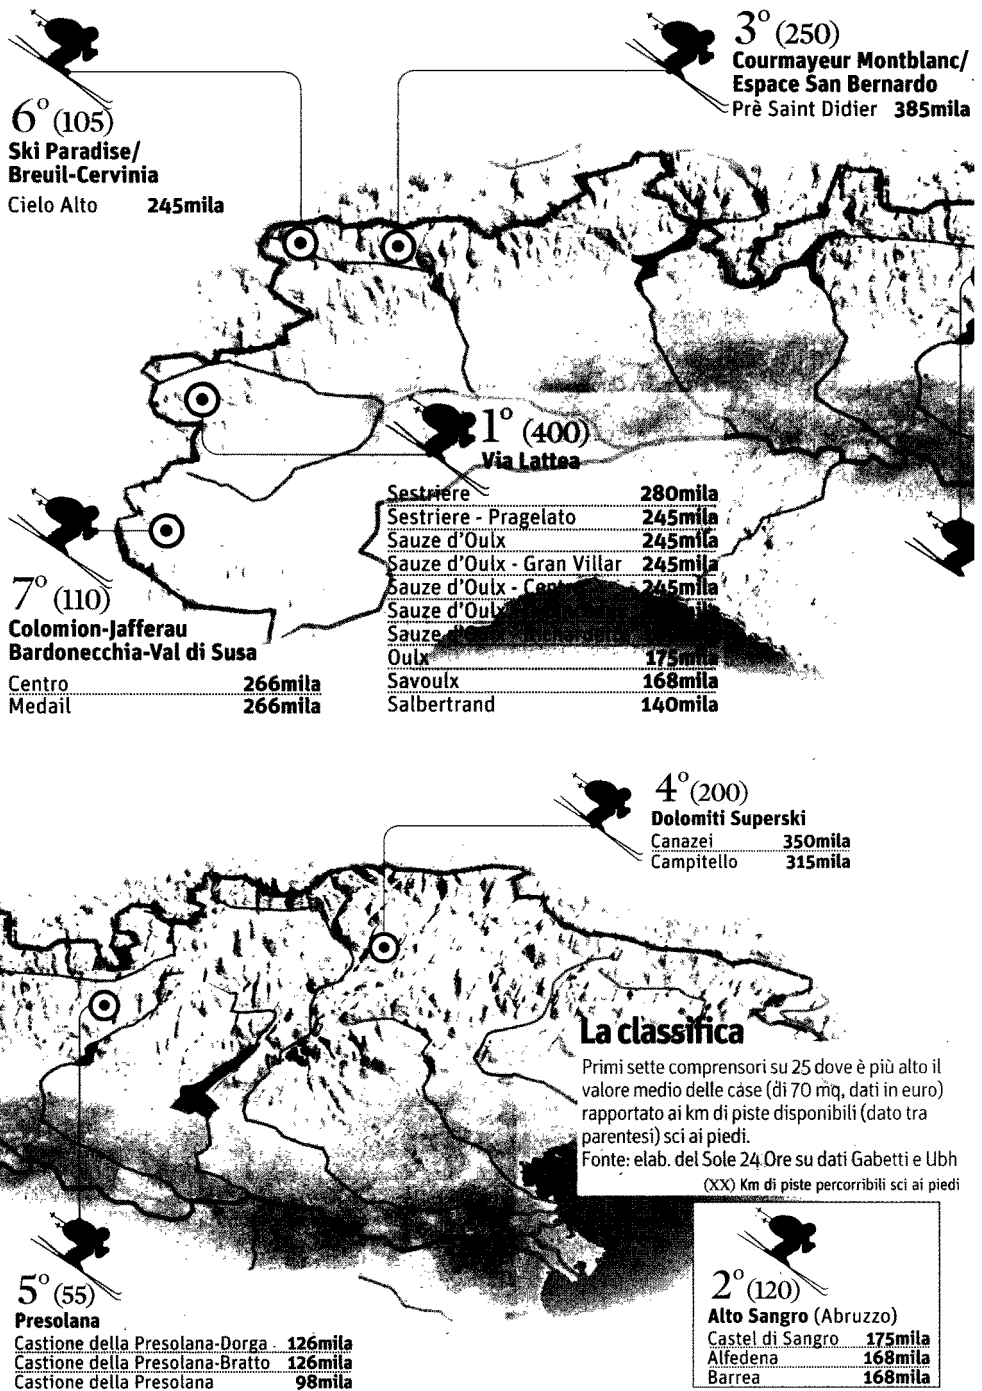 6° (105)
Ski Paradise/
Breuil-Cervinia
Cielo Alto 245mila
3° (250)
Courmayeur Montblanc/
Espace San Bernardo
Prè Saint Didier 385mila
1° (400)
Via Lattea
Sestriere 280mila
Sestriere - Pragelato 245mila
Sauze d'Oulx 245mila
Sauze d'Oulx - Gran Villar 245mila
Sauze d'Oulx - 245mila
Sauze d'Oulx
Sauze
Oulx 175mila
Savoulx 168mila
Salbertrand 140mila
7° (110)
Colomion-Jafferau
Bardonecchia-Val di Susa
Centro 266mila
Medail 266mila
4° (200)
Dolomiti Superski
Canazei 350mila
Campitello 315mila
La classifica
Primi sette comprensori su 25 dove è più alto il
valore medio delle case (di 70 mq, dati in euro)
rapportato ai km di piste disponibili (dato tra
parentesi) sci ai piedi.
Fonte: elab. del Sole 24 Ore su dati Gabetti e Ubh
(XX) Km di piste percorribili sci ai piedi
5° (55)
Presolana
Castione della Presolana-Dorga 126mila
Castione della Presolana-Bratto 126mila
Castione della Presolana 98mila
2° (120)
Alto Sangro (Abruzzo)
Castel di Sangro 175mila
Alfedena 168mila
Barrea 168mila